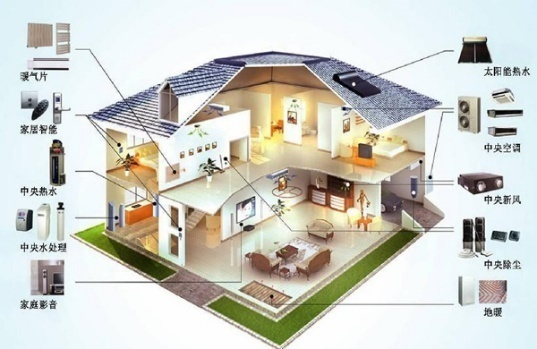 暖气片
家居智能
中央热水
中央水处理
家庭影音
太阳能热水
中央空调
中央新风
中央除尘
地暖